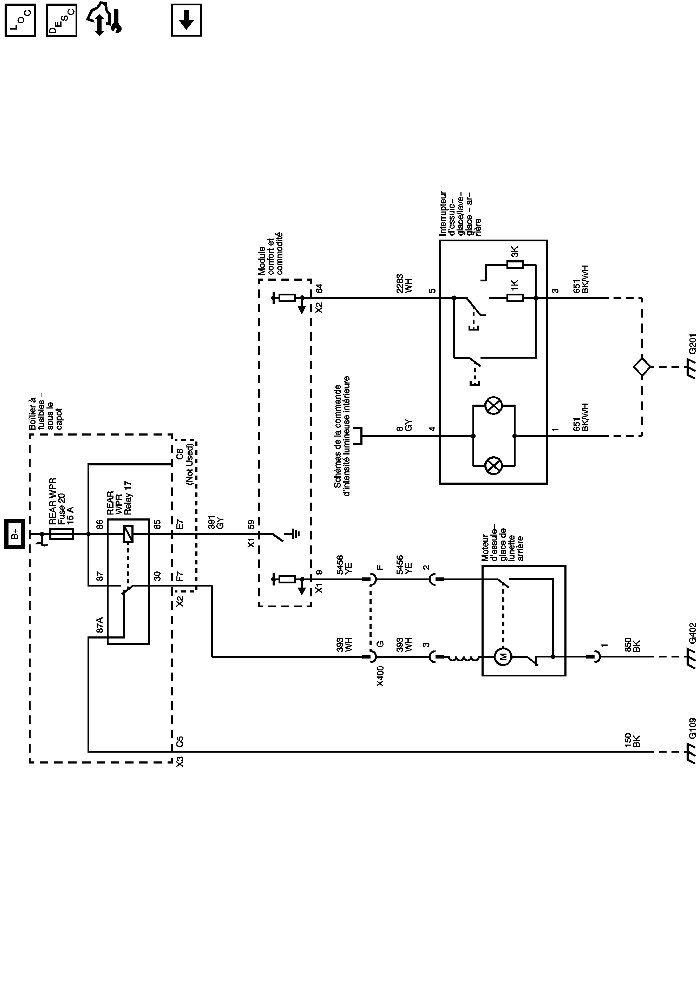 LOC
DESC
B-
Boîtier à
fusibles -
sous le
capot
REAR WPR
Fuse 20
15 A
86
87
87A
REAR
WPR
Relay 17
85
30
E7
F7
X2
C8
(Not Used)
C5
X3
391
GY
Module
confort et
commodité
X1
59
X1
9
X2
64
2283
WH
5
Interrupteur
d'essuie-
glace/lave-
glace - ar-
rière
3K
1K
3
651
BK/WH
Schémas de la commande
d'intensité lumineuse intérieure
8
GY
4
1
651
BK/WH
G201
5456
YE
F
5456
YE
2
393
WH
G
X400
393
WH
3
Moteur
d'essuie-
glace de
lunette
arrière
M
1
850
BK
G402
150
BK
G109